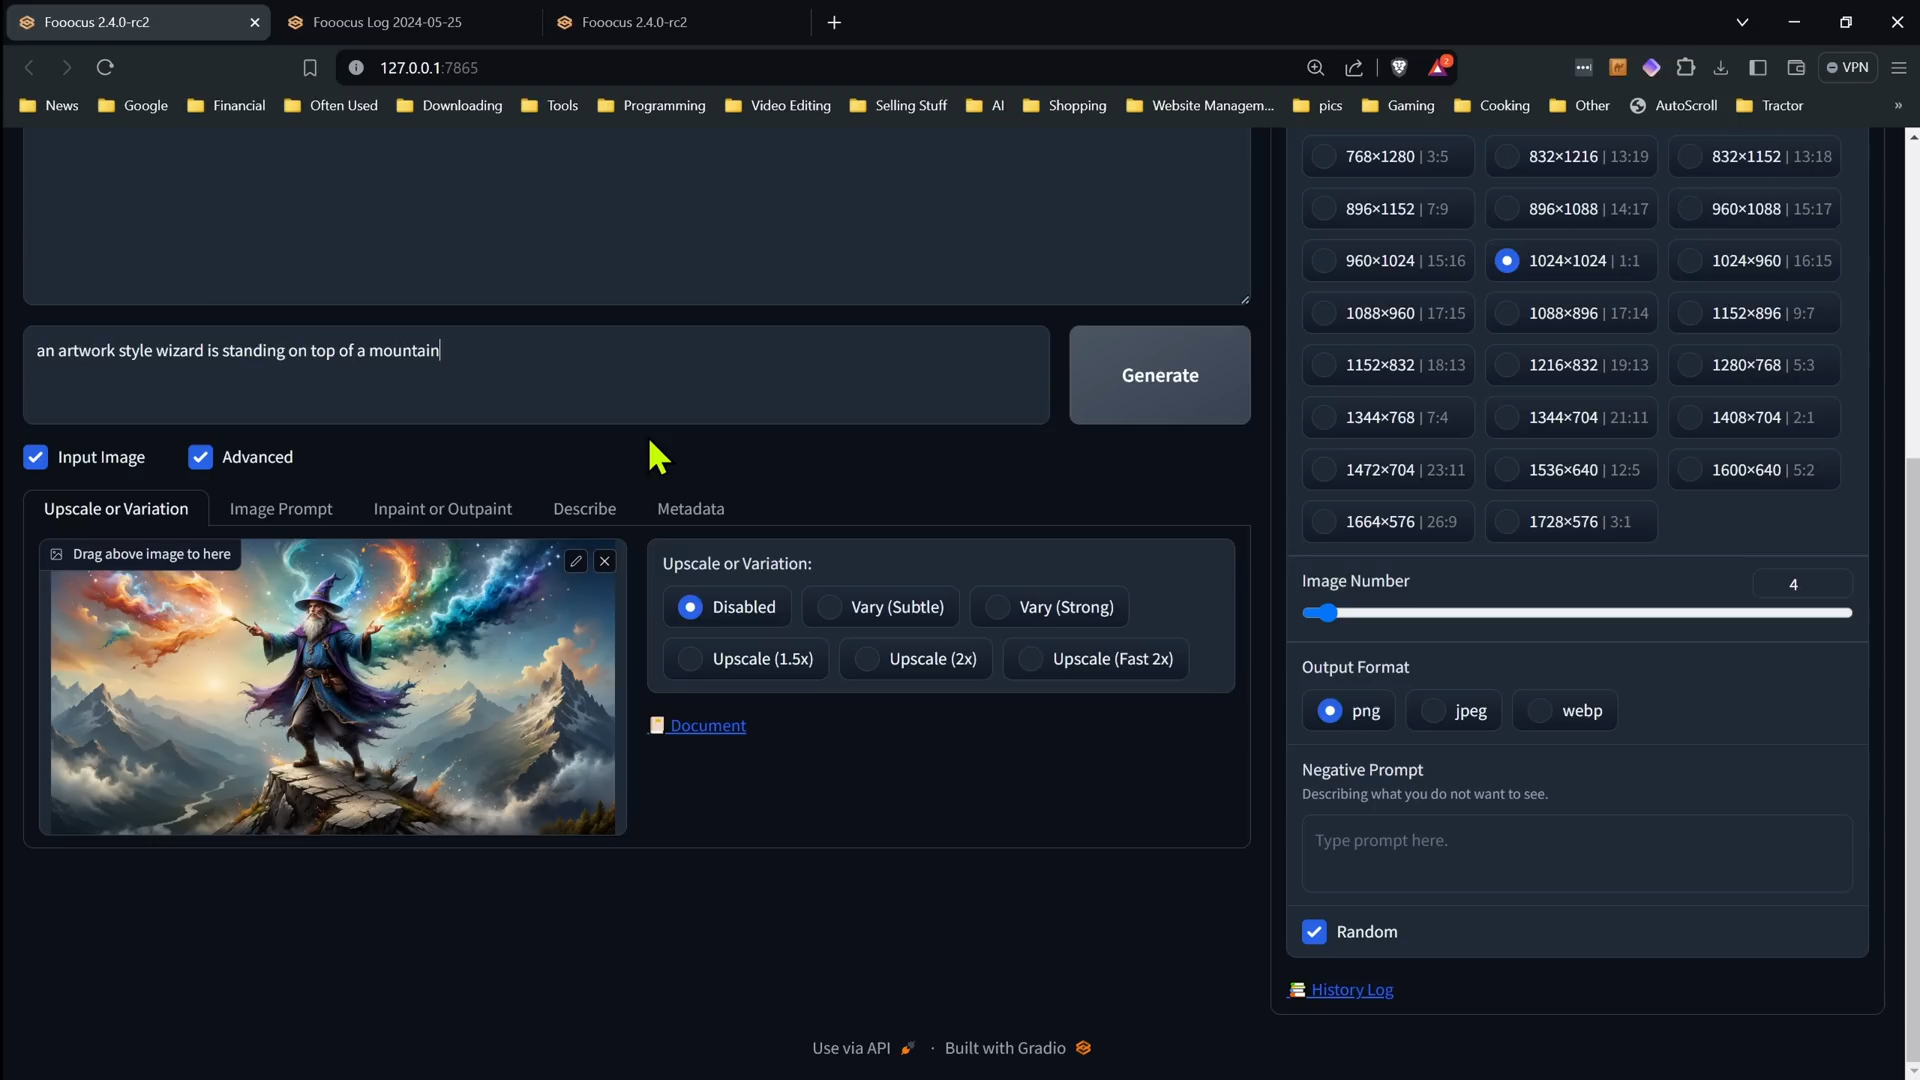 Fooocus 2.4.0-rc2
Fooocus Log 2024-05-25
Fooocus 2.4.0-rc2
127.0.0.1:7865
2
VPN
News
Google
Financial
Often Used
Downloading
Tools
Programming
Video Editing
Selling Stuff
AI
Shopping
Website Managem...
pics
Gaming
Cooking
Other
AutoScroll
Tractor
»
an artwork style wizard is standing on top of a mountain
Generate
Input Image
Advanced
Upscale or Variation
Image Prompt
Inpaint or Outpaint
Describe
Metadata
Drag above image to here
Upscale or Variation:
Disabled
Vary (Subtle)
Vary (Strong)
Upscale (1.5x)
Upscale (2x)
Upscale (Fast 2x)
Document
768×1280 | 3:5
832×1216 | 13:19
832×1152 | 13:18
896×1152 | 7:9
896×1088 | 14:17
960×1088 | 15:17
960×1024 | 15:16
1024×1024 | 1:1
1024×960 | 16:15
1088×960 | 17:15
1088×896 | 17:14
1152×896 | 9:7
1152×832 | 18:13
1216×832 | 19:13
1280×768 | 5:3
1344×768 | 7:4
1344×704 | 21:11
1408×704 | 2:1
1472×704 | 23:11
1536×640 | 12:5
1600×640 | 5:2
1664×576 | 26:9
1728×576 | 3:1
Image Number
4
Output Format
png
jpeg
webp
Negative Prompt
Describing what you do not want to see.
Type prompt here.
Random
History Log
Use via API · Built with Gradio